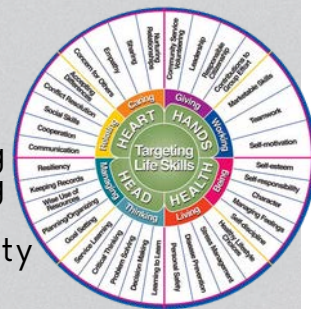 g
g
ty
Targeting
Life Skills
HEART
HANDS
HEALTH
HEAD
Relating
Caring
Giving
Working
Being
Living
Thinking
Managing
Communication
Cooperation
Social Skills
Conflict Resolution
Accepting
Differences
Concern for Others
Empathy
Sharing
Nurturing
Relationships
Community Service
Volunteering
Leadership
Responsible
Citizenship
Contributions to
Group Effort
Marketable Skills
Teamwork
Self-motivation
Self-esteem
Self-responsibility
Character
Managing Feelings
Self-discipline
Healthy Lifestyle
Choices
Stress Management
Disease Prevention
Personal Safety
Learning to Learn
Decision Making
Problem Solving
Critical Thinking
Service Learning
Goal Setting
Planning/Organizing
Wise Use of
Resources
Keeping Records
Resiliency